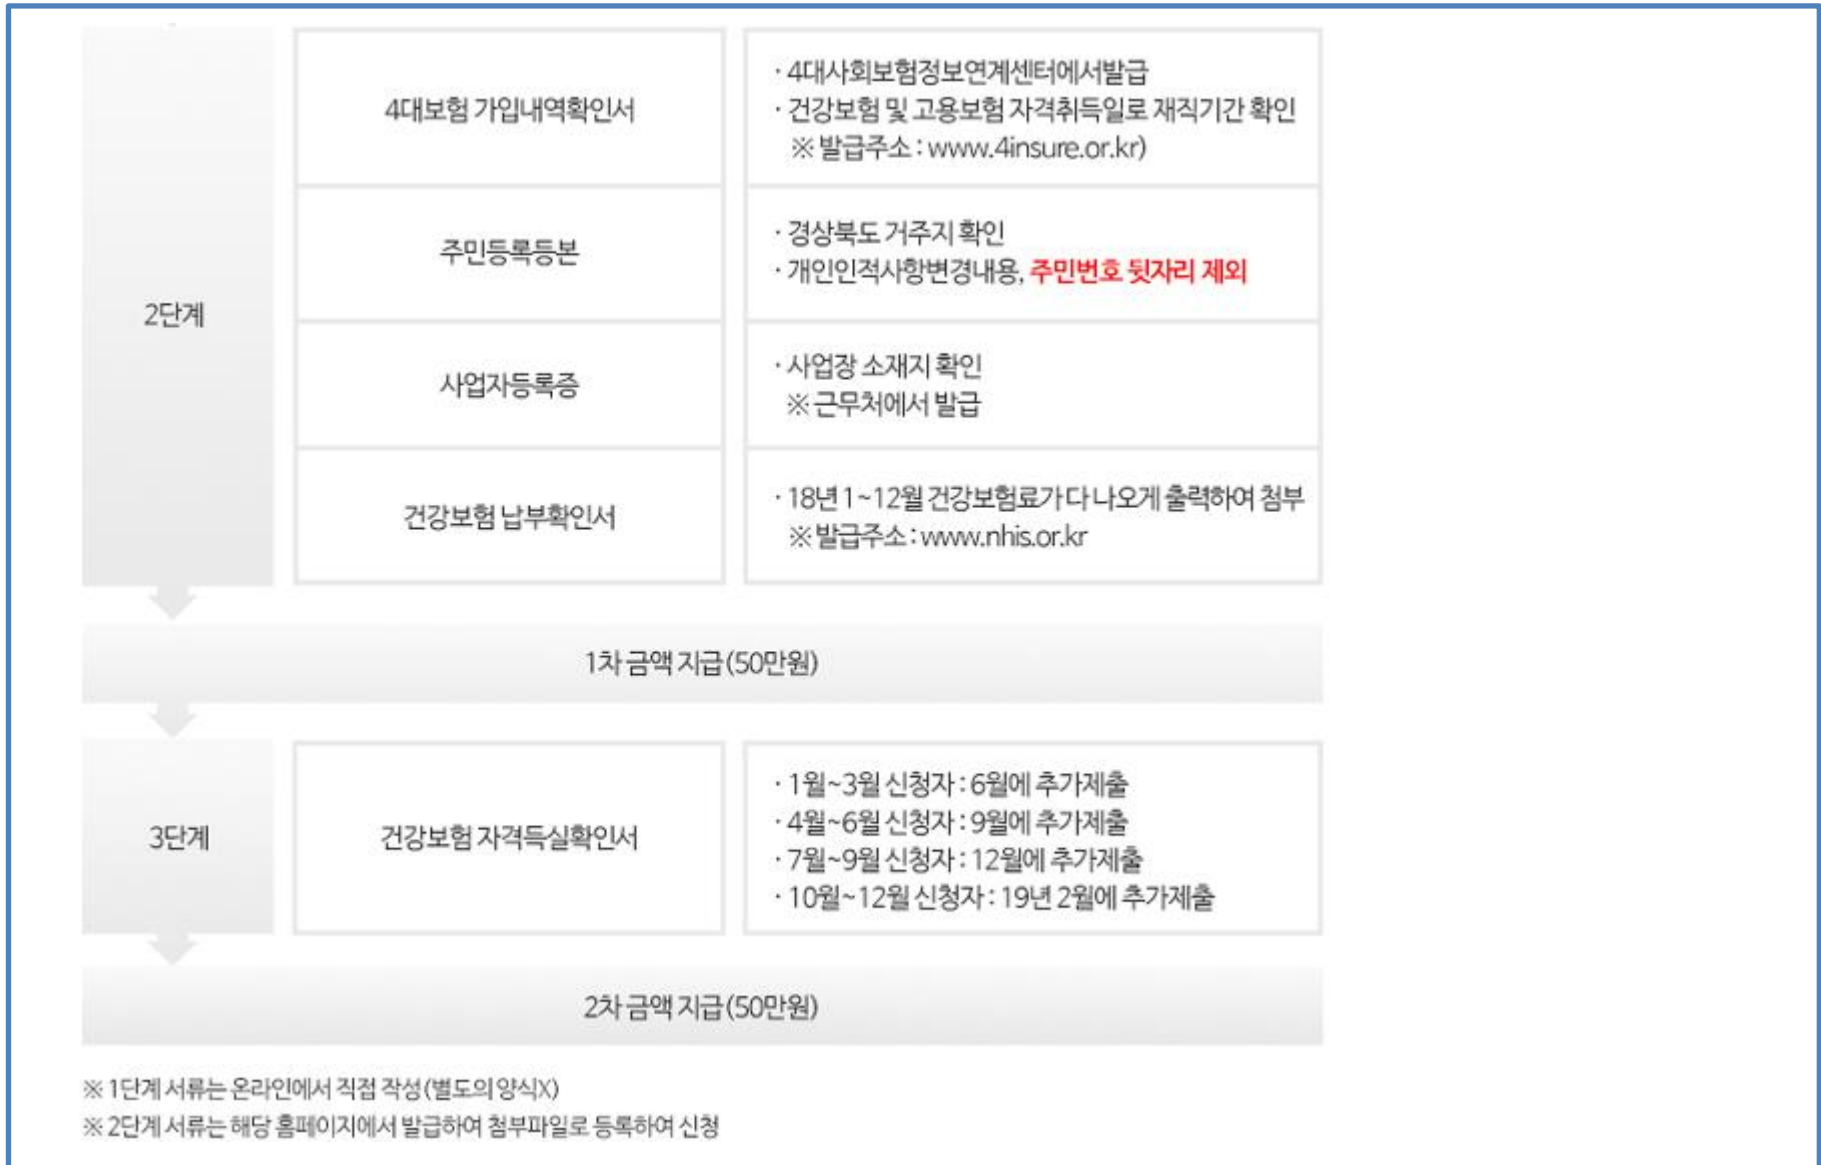 2단계
4대보험 가입내역확인서
· 4대사회보험정보연계센터에서발급
· 건강보험 및 고용보험 자격취득일로 재직기간 확인
※ 발급주소 : www.4insure.or.kr)
주민등록등본
· 경상북도 거주지 확인
· 개인인적사항변경내용, 주민번호 뒷자리 제외
사업자등록증
· 사업장 소재지 확인
※ 근무처에서 발급
건강보험 납부확인서
· 18년 1~12월 건강보험료가 다 나오게 출력하여 첨부
※ 발급주소 : www.nhis.or.kr
1차 금액 지급(50만원)
3단계
건강보험 자격득실확인서
· 1월~3월 신청자 : 6월에 추가제출
· 4월~6월 신청자 : 9월에 추가제출
· 7월~9월 신청자 : 12월에 추가제출
· 10월~12월 신청자 : 19년 2월에 추가제출
2차 금액 지급(50만원)
※ 1단계 서류는 온라인에서 직접 작성(별도의 양식X)
※ 2단계 서류는 해당 홈페이지에서 발급하여 첨부파일로 등록하여 신청